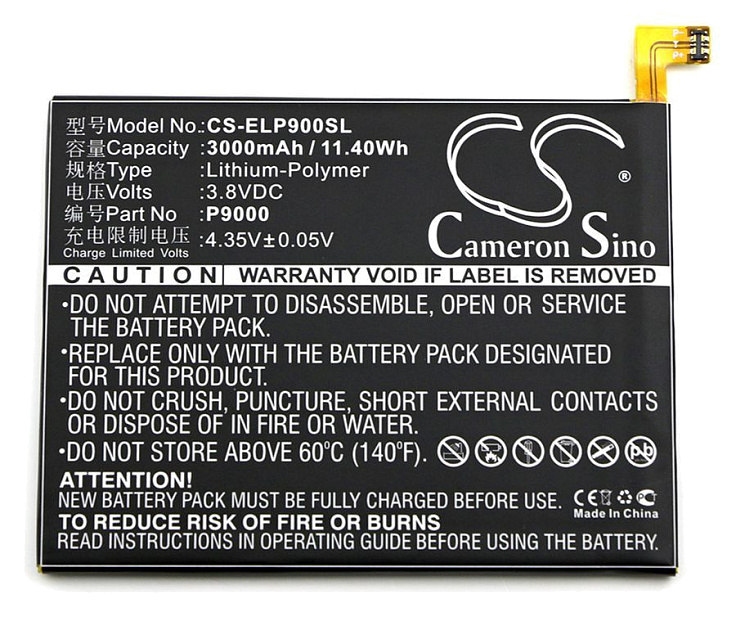 型号Model No.:CS-ELP900SL
容量Capacity :3000mAh / 11.40Wh
规格Type :Lithium-Polymer
电压Volts :3.8VDC
编号Part No :P9000
充电限制电压:4.35V±0.05V
Charge Limited Voltage
Cameron Sino
®
CAUTION WARRANTY VOID IF LABEL IS REMOVED
•DO NOT ATTEMPT TO DISASSEMBLE, OPEN OR SERVICE
THE BATTERY PACK.
•REPLACE ONLY WITH THE BATTERY PACK DESIGNATED
FOR THIS PRODUCT.
•DO NOT CRUSH, PUNCTURE, SHORT EXTERNAL CONTACTS
OR DISPOSE OF IN FIRE OR WATER.
•DO NOT STORE ABOVE 60°C (140°F). Pb
ATTENTION!
NEW BATTERY PACK MUST BE FULLY CHARGED BEFORE USE. CE
Made In China
TO REDUCE RISK OF FIRE OR BURNS
READ INSTRUCTIONS IN OPERATING GUIDE BEFORE USING THE BATTERY.